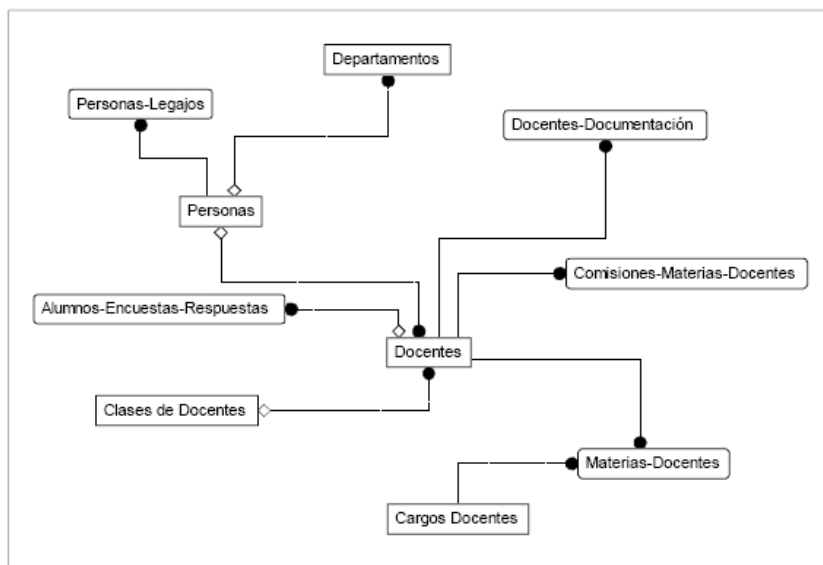 Departamentos
Personas-Legajos
Docentes-Documentación
Personas
Comisiones-Materias-Docentes
Alumnos-Encuestas-Respuestas
Docentes
Clases de Docentes
Materias-Docentes
Cargos Docentes